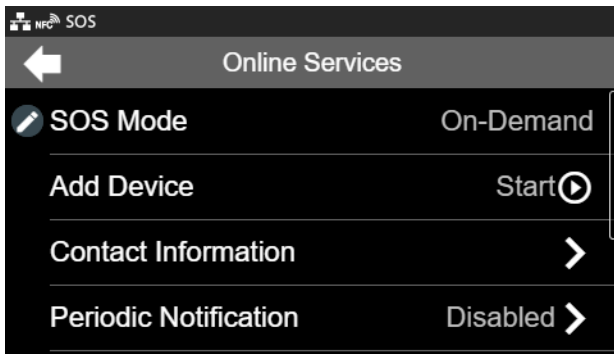 NFC SOS
Online Services
SOS Mode On-Demand
Add Device Start
Contact Information
Periodic Notification Disabled